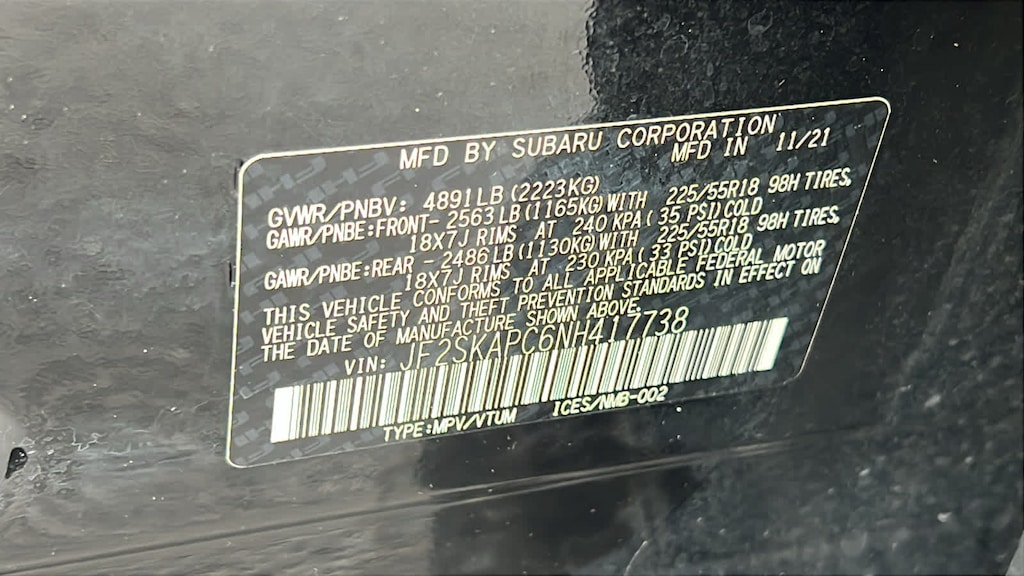 MFD BY SUBARU CORPORATION
MFD IN 11/21
GVWR/PNBV: 4891LB(2223KG)
GAWR/PNBE:FRONT- 2563LB(1165KG)WITH 225/55R18 98H TIRES,
18X7J RIMS AT 240 KPA( 35 PSI)COLD
GAWR/PNBE:REAR - 2486LB(1130KG)WITH 225/55R18 98H TIRES,
18X7J RIMS AT 230 KPA( 33 PSI)COLD
THIS VEHICLE CONFORMS TO ALL APPLICABLE FEDERAL MOTOR
VEHICLE SAFETY AND THEFT PREVENTION STANDARDS IN EFFECT ON
THE DATE OF MANUFACTURE SHOWN ABOVE.
VIN: JF2SKAPC6NH417738
TYPE:MPV/VTUM ICES/NMB-002